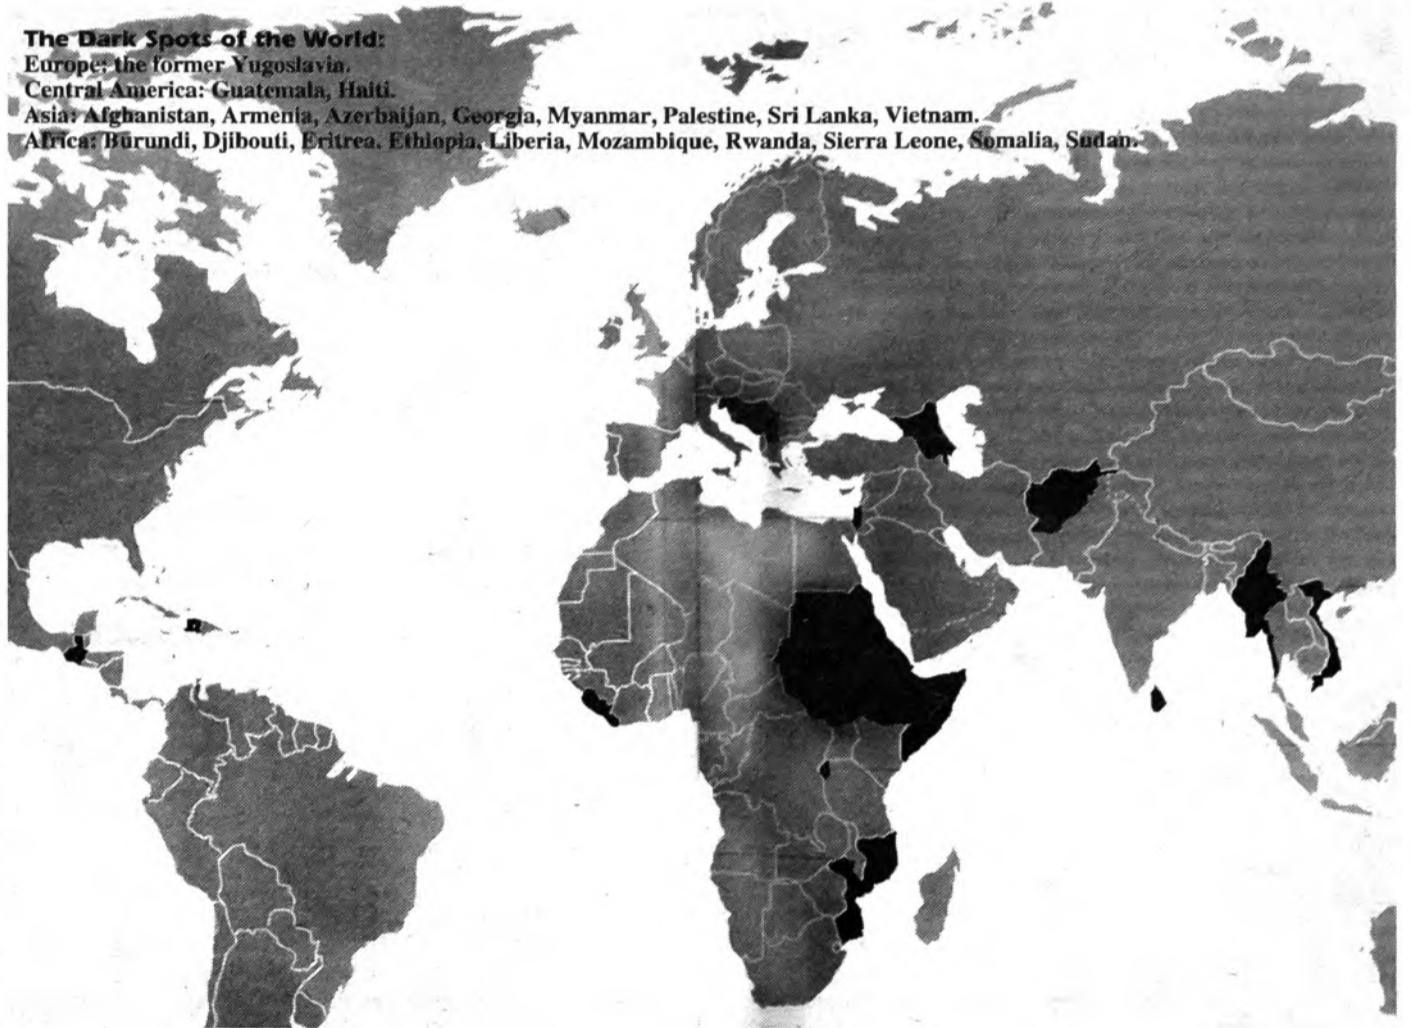 The Dark Spots of the World:
Europe: the former Yugoslavia.
Central America: Guatemala, Haiti.
Asia: Afghanistan, Armenia, Azerbaijan, Georgia, Myanmar, Palestine, Sri Lanka, Vietnam.
Africa: Burundi, Djibouti, Eritrea, Ethiopia, Liberia, Mozambique, Rwanda, Sierra Leone, Somalia, Sudan.